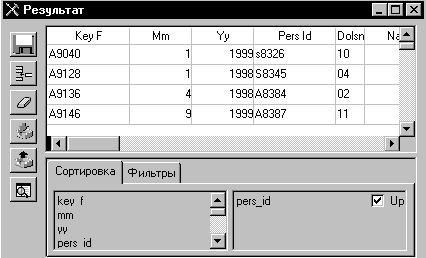 Результат
Key F Mm Yy Pers Id Dolsn Na
A9040 1 1999 s8326 10
A9128 1 1998 S8345 04
A9136 4 1998 A8384 02
A9146 9 1999 A8387 11
Сортировка Фильтры
key_f
mm
yy
pers_id
pers_id Up